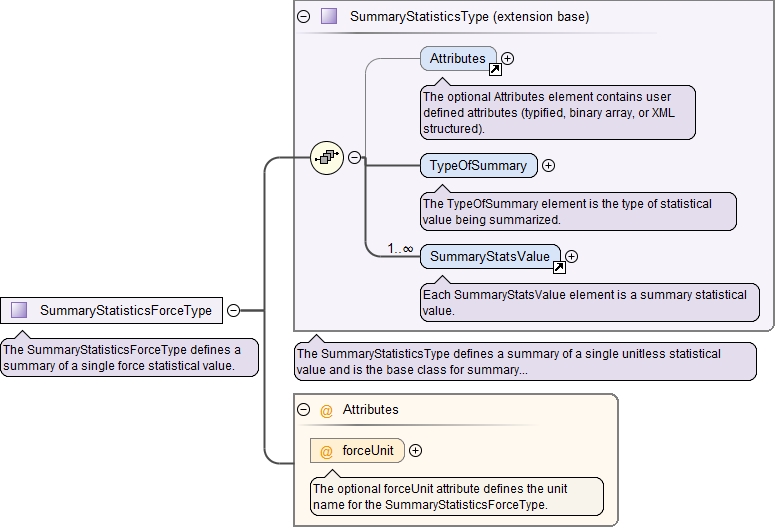 SummaryStatisticsType (extension base)
Attributes
The optional Attributes element contains user
defined attributes (typified, binary array, or XML
structured).
TypeOfSummary
The TypeOfSummary element is the type of statistical
value being summarized.
1..∞
SummaryStatsValue
Each SummaryStatsValue element is a summary statistical
value.
SummaryStatisticsForceType
The SummaryStatisticsForceType defines a
summary of a single force statistical value.
The SummaryStatisticsType defines a summary of a single unitless statistical
value and is the base class for summary...
@ Attributes
@ forceUnit
The optional forceUnit attribute defines the unit
name for the SummaryStatisticsForceType.